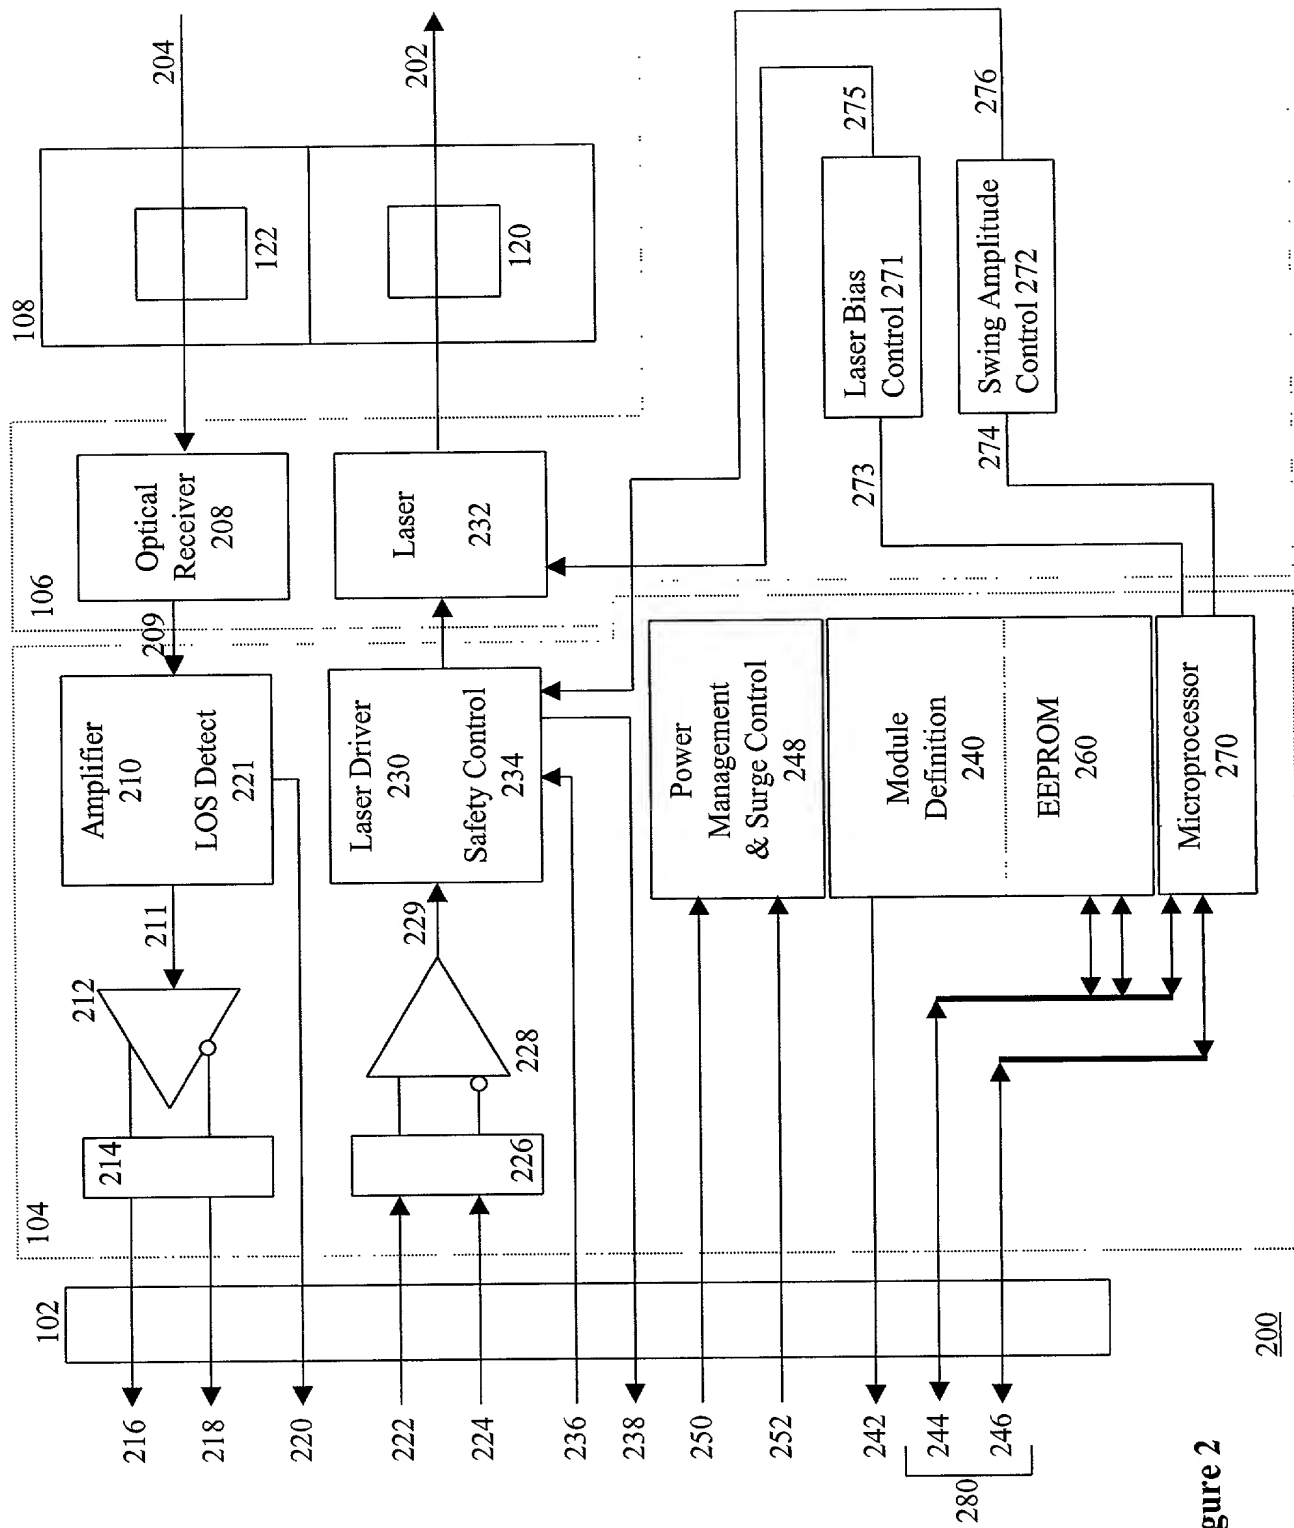 108
204
202
122
120
275
276
Laser Bias
Control 271
Swing Amplitude
Control 272
273
274
106
Optical
Receiver
208
Laser
232
209
104
Amplifier
210
LOS Detect
221
Laser Driver
230
Safety Control
234
Power
Management
& Surge Control
248
Module
Definition
240
EEPROM
260
Microprocessor
270
211
229
212
228
214
226
102
216
218
220
222
224
236
238
250
252
242
244
246
280
200
gure 2